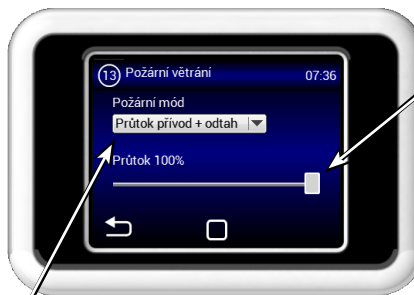 13 Požární větrání 07:36
Požární mód
Průtok přívod + odtah
Průtok 100%